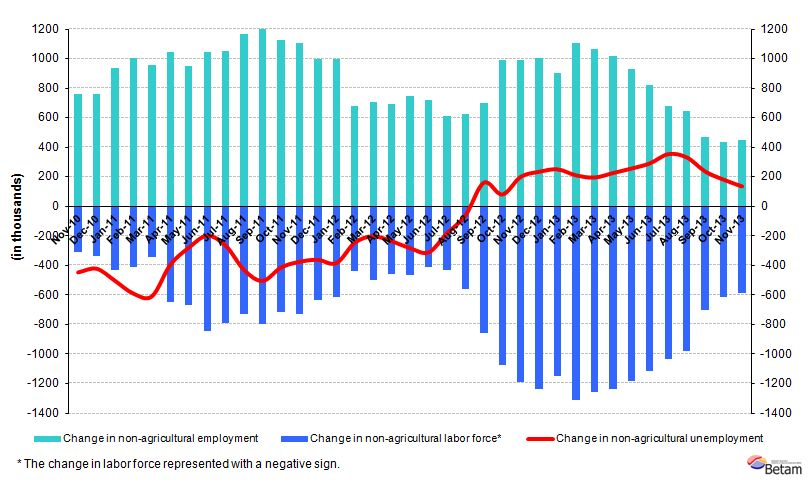 1200 1200
1000 1000
800 800
600 600
400 400
200 200
0 0
-200 -200
-400 -400
-600 -600
-800 -800
-1000 -1000
-1200 -1200
-1400 -1400
(in thousands)
Nov-10 Dec-10 Jan-11 Feb-11 Mar-11 Apr-11 May-11 Jun-11 Jul-11 Aug-11 Sep-11 Oct-11 Nov-11 Dec-11 Jan-12 Feb-12 Mar-12 Apr-12 May-12 Jun-12 Jul-12 Aug-12 Sep-12 Oct-12 Nov-12 Dec-12 Jan-13 Feb-13 Mar-13 Apr-13 May-13 Jun-13 Jul-13 Aug-13 Sep-13 Oct-13 Nov-13
Change in non-agricultural employment Change in non-agricultural labor force* Change in non-agricultural unemployment
* The change in labor force represented with a negative sign.
Betam